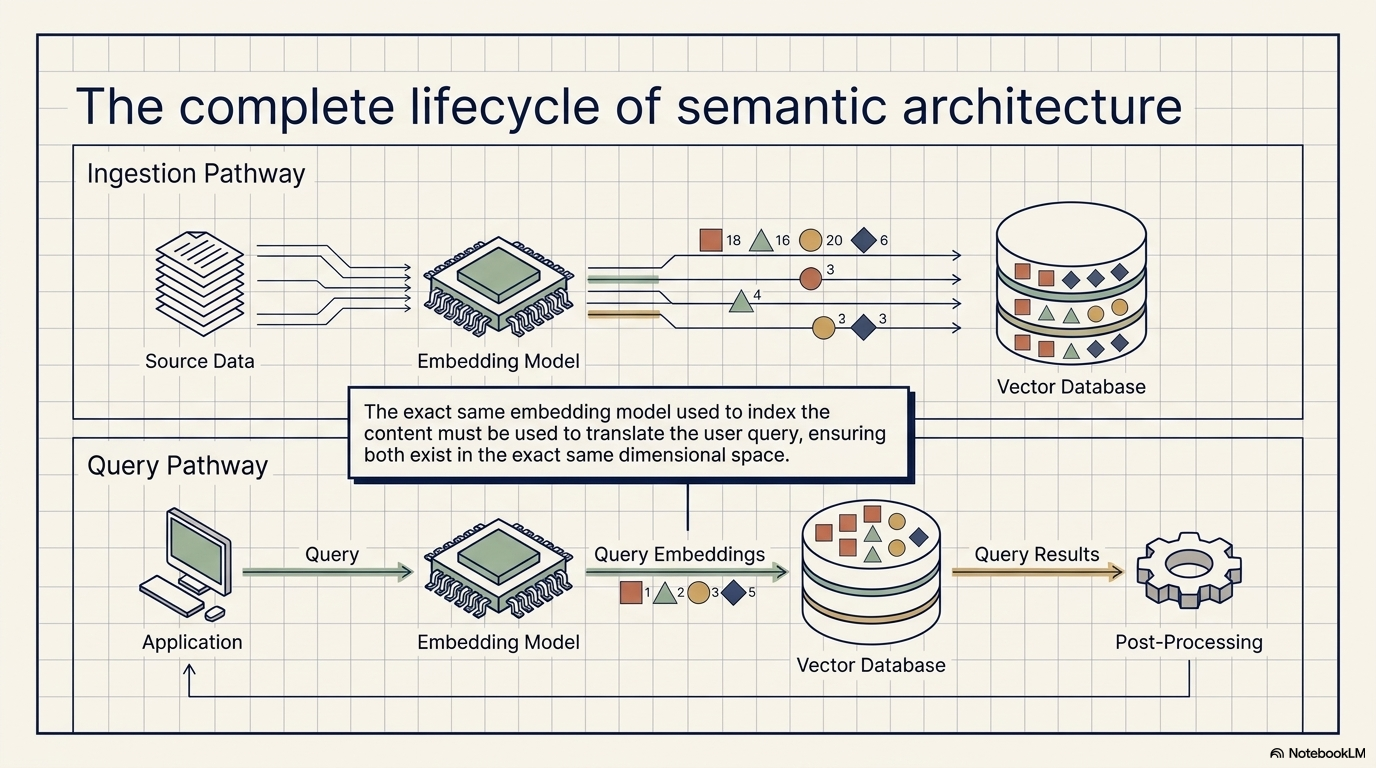 The complete lifecycle of semantic architecture
Ingestion Pathway
18 16 20 6
3
4
3 3
Source Data
Embedding Model
Vector Database
The exact same embedding model used to index the
content must be used to translate the user query, ensuring
both exist in the exact same dimensional space.
Query Pathway
Query
Query Embeddings
1 2 3 5
Query Results
Application
Embedding Model
Vector Database
Post-Processing
NotebookLM